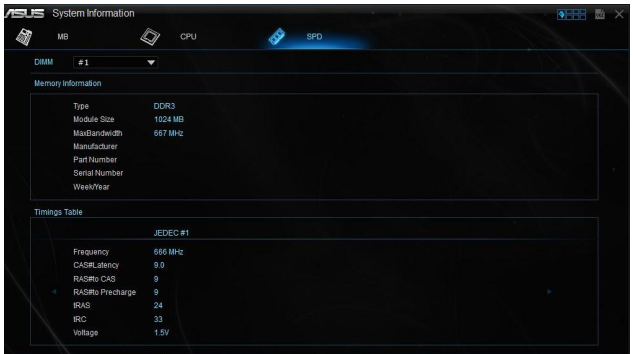 ASUS System Information
MB CPU SPD
DIMM #1
Memory Information
Type DDR3
Module Size 1024 MB
MaxBandwidth 667 MHz
Manufacturer
Part Number
Serial Number
Week/Year
Timings Table
JEDEC #1
Frequency 666 MHz
CAS#Latency 9.0
RAS#to CAS 9
RAS#to Precharge 9
tRAS 24
tRC 33
Voltage 1.5V